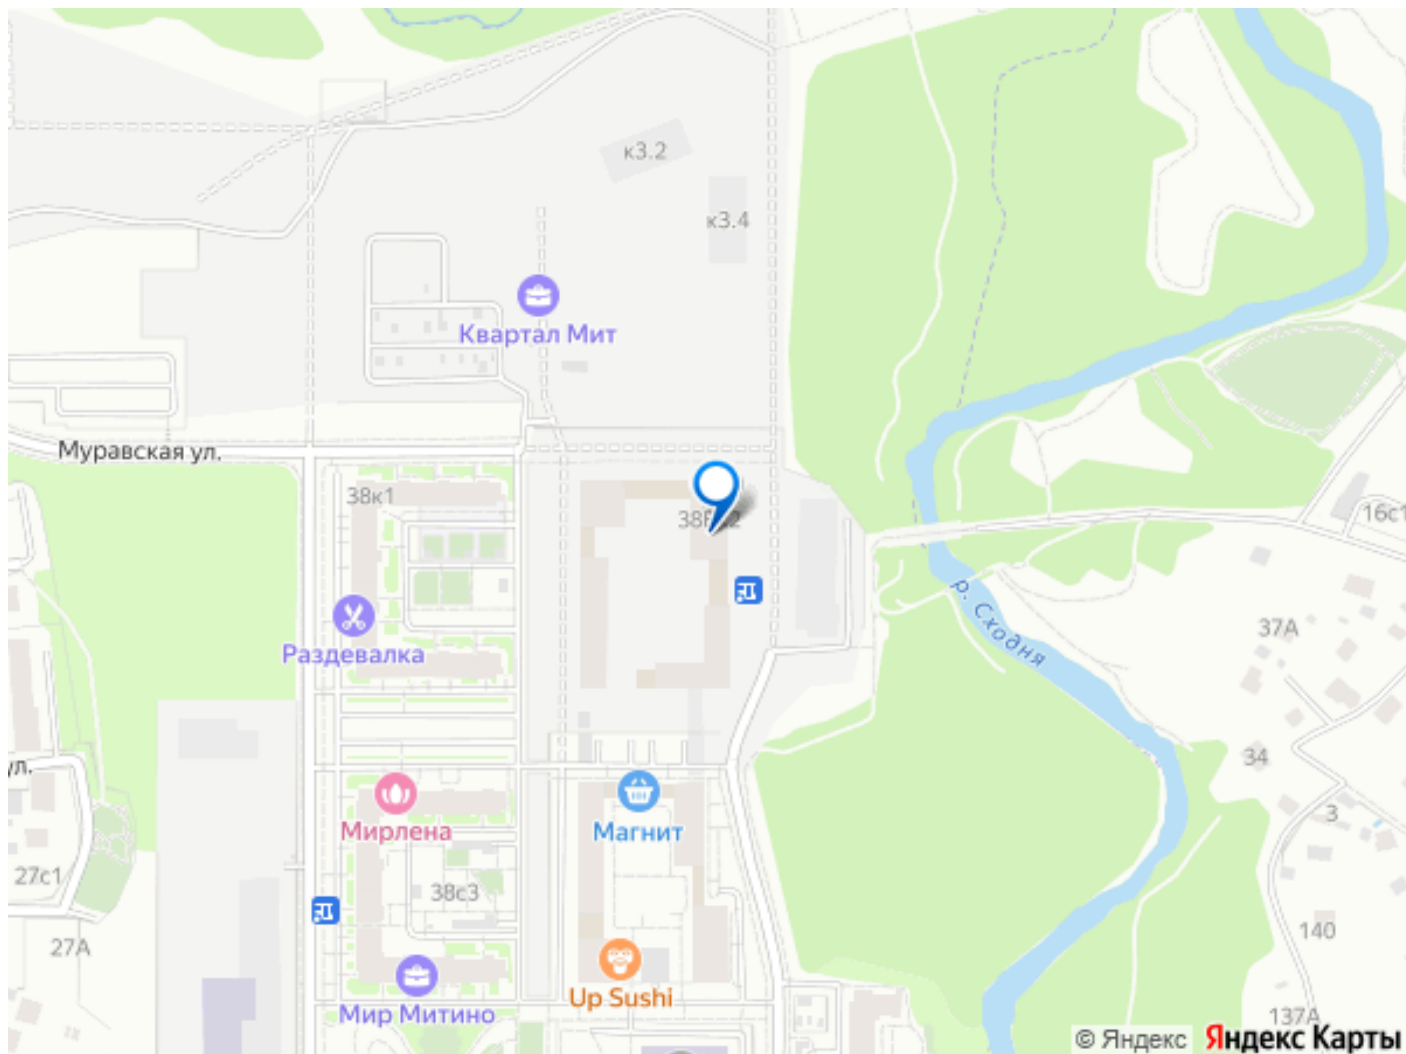 к3.2
к3.4
Квартал Мит
Муравская ул.
38к1
16с1
р. Сходня
37А
Раздевалка
34
ул.
3
Мирлена
Магнит
27с1
38с3
140
27А
Up Sushi
Мир Митино
137А
© Яндекс Яндекс Карты